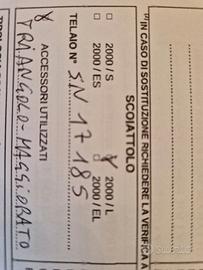 (1) IN CASO DI SOSTITUZIONE RICHIEDERE LA VERIFICA A
SCOIATTOLO
2000/S 2000/L
2000/ES 2000/EL
TELAIO N° SN 17185
ACCESSORI UTILIZZATI
TRIANGOLO-MAGGIORATO